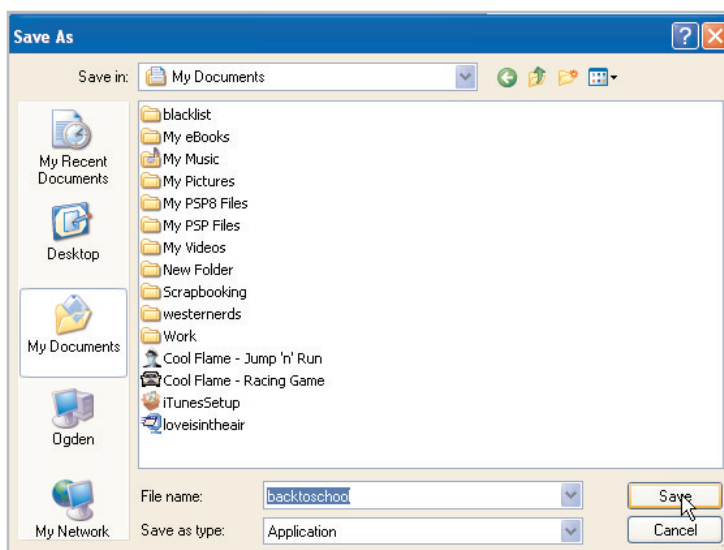 Save As
Save in:
My Documents
My Recent
Documents
Desktop
My Documents
Ogden
My Network
blacklist
My eBooks
My Music
My Pictures
My PSP8 Files
My PSP Files
My Videos
New Folder
Scrapbooking
westernerds
Work
Cool Flame - Jump 'n' Run
Cool Flame - Racing Game
iTunesSetup
loveisintheair
File name:
backtoschool
Save
Save as type:
Application
Cancel